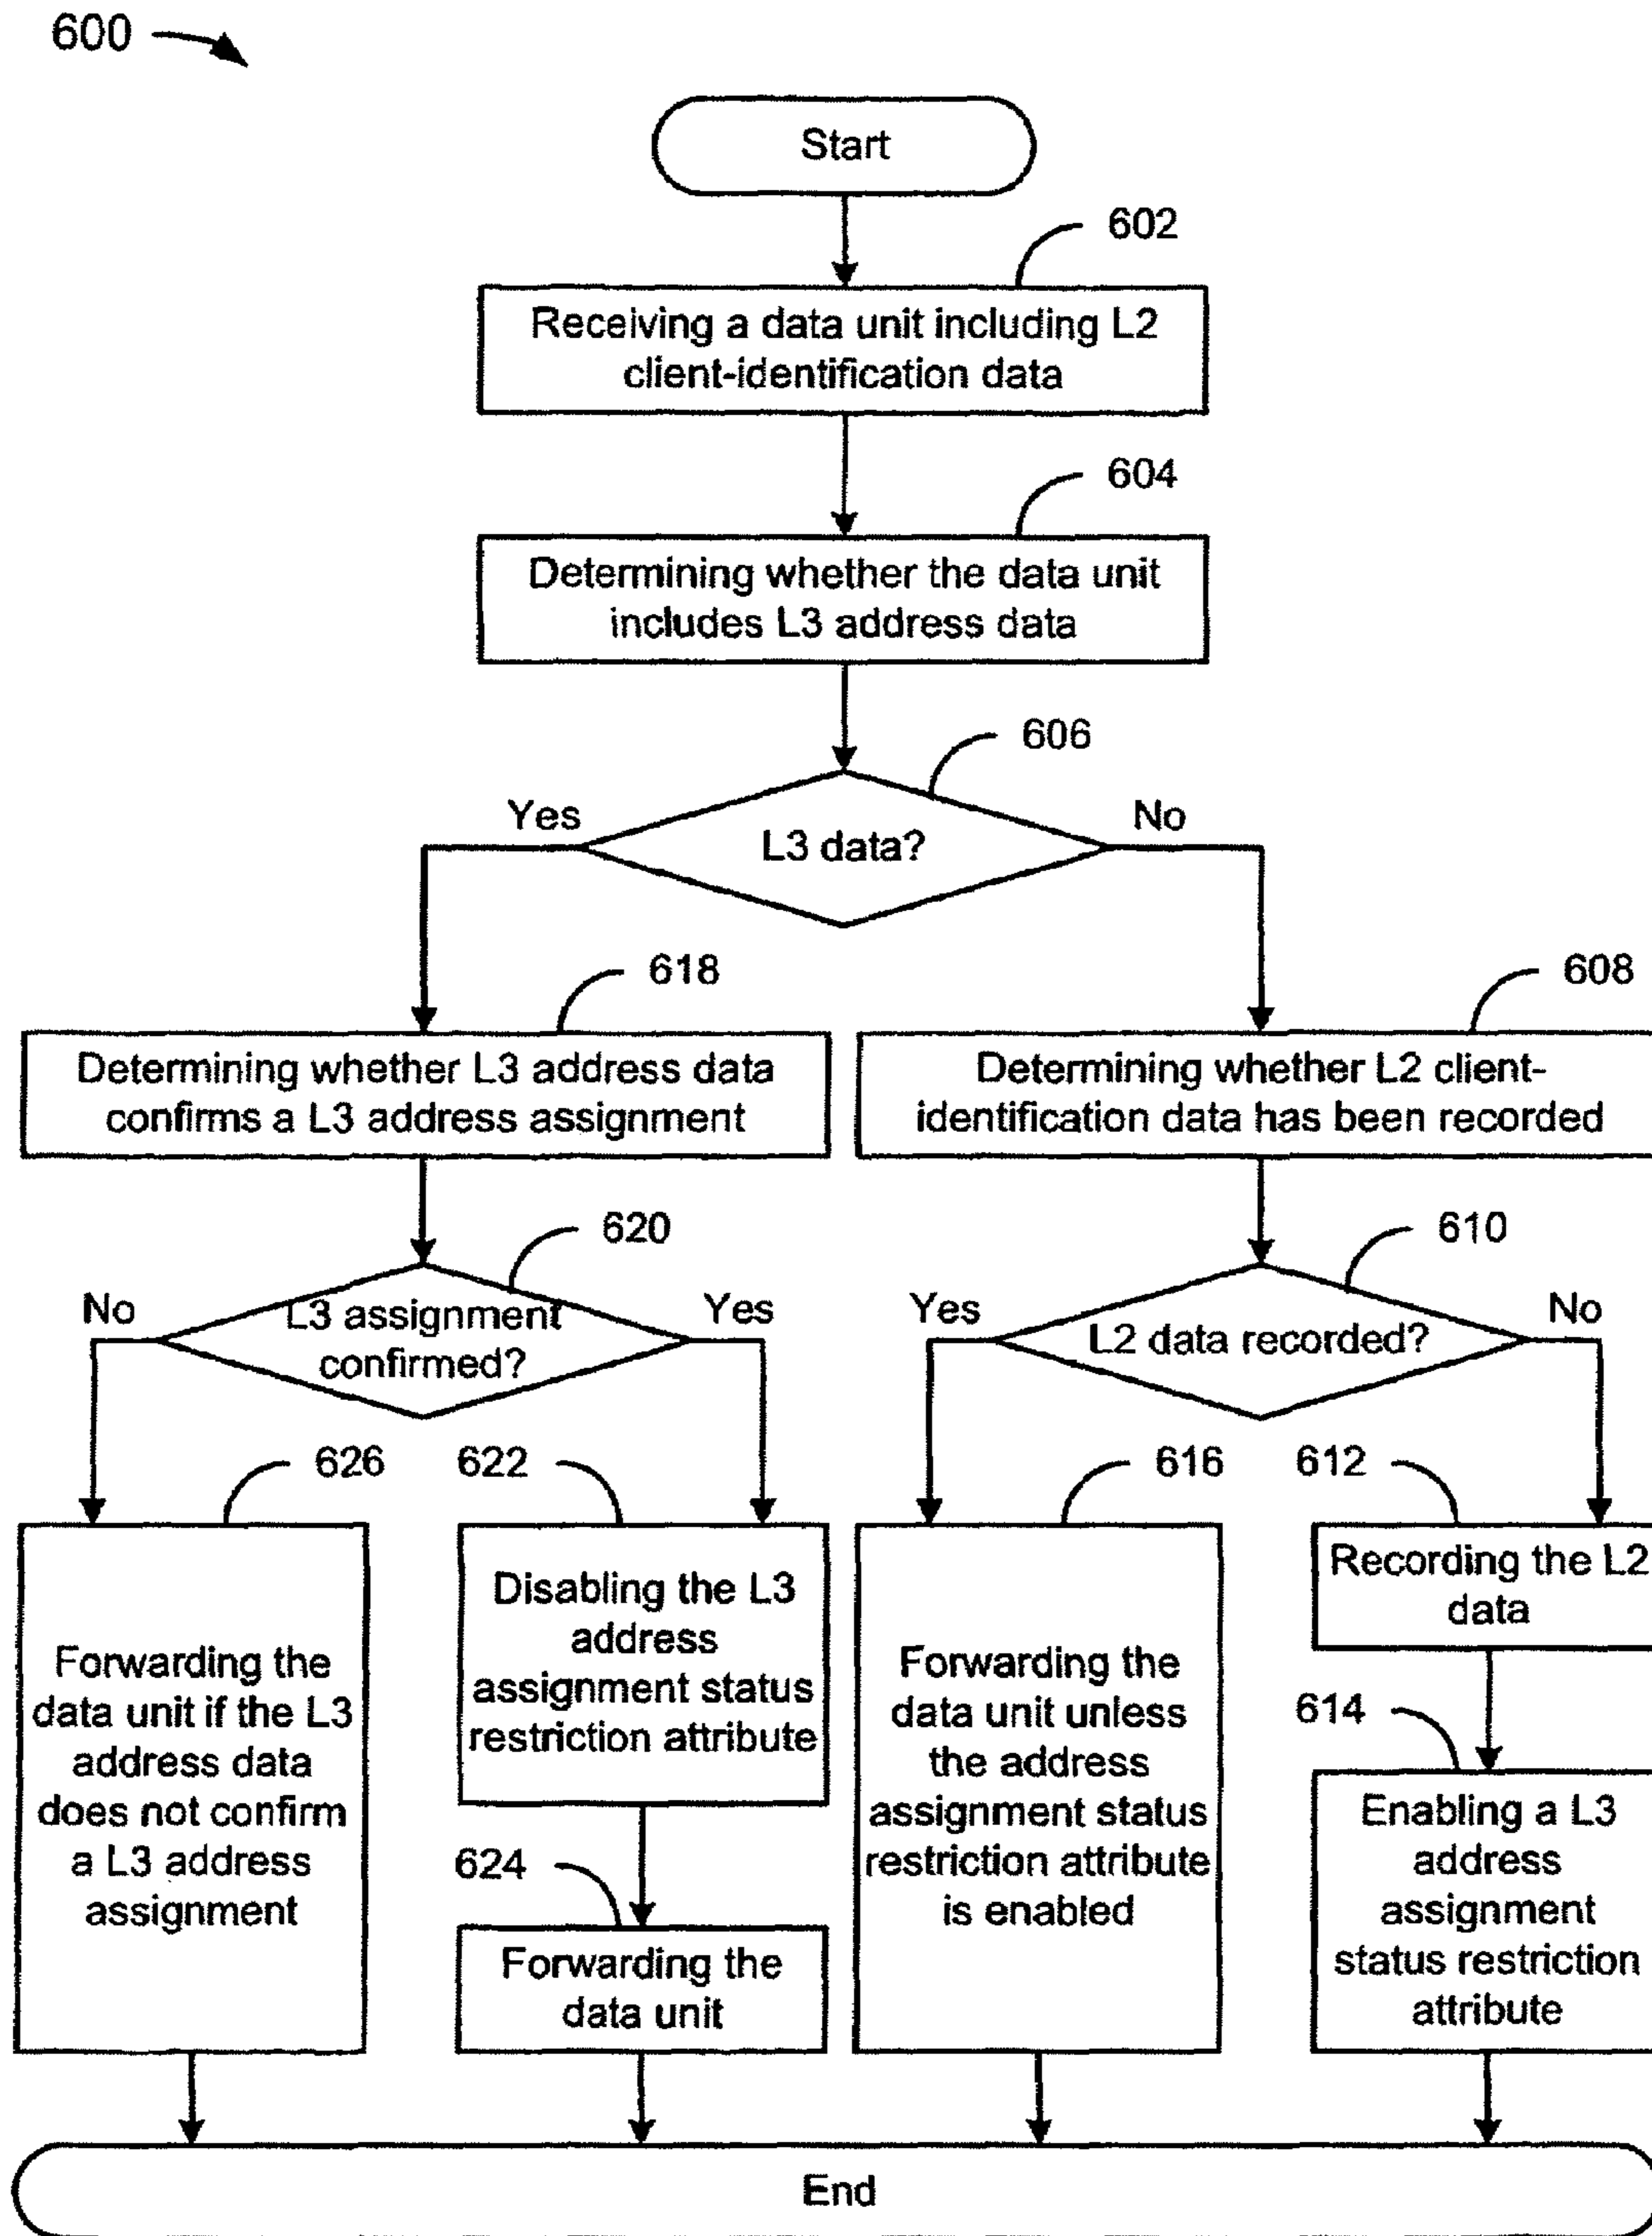 600
Start
602
Receiving a data unit including L2
client-identification data
604
Determining whether the data unit
includes L3 address data
606
Yes
No
L3 data?
618
608
Determining whether L3 address data
confirms a L3 address assignment
Determining whether L2 client-
identification data has been recorded
620
610
No
L3 assignment
confirmed?
Yes
Yes
L2 data recorded?
No
626
622
616
612
Forwarding the
data unit if the L3
address data
does not confirm
a L3 address
assignment
Disabling the L3
address
assignment status
restriction attribute
624
Forwarding the
data unit
Forwarding the
data unit unless
the address
assignment status
restriction attribute
is enabled
Recording the L2
data
614
Enabling a L3
address
assignment
status restriction
attribute
End